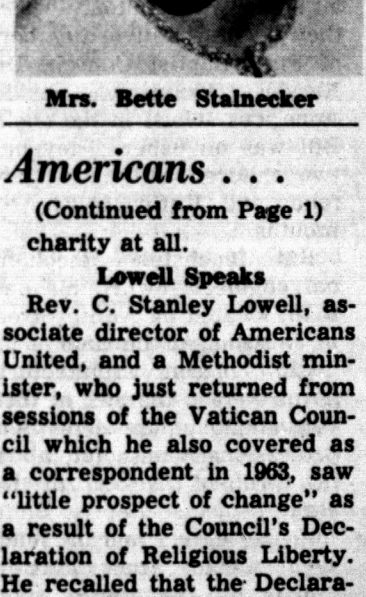 Mrs. Bette Stalnecker
Americans . . .
(Continued from Page 1)
charity at all.
Lowell Speaks
Rev. C. Stanley Lowell, as-
sociate director of Americans
United, and a Methodist min-
ister, who just returned from
sessions of the Vatican Coun-
cil which he also covered as
a correspondent in 1963, saw
"little prospect of change" as
a result of the Council's Dec-
laration of Religious Liberty.
He recalled that the Declara-